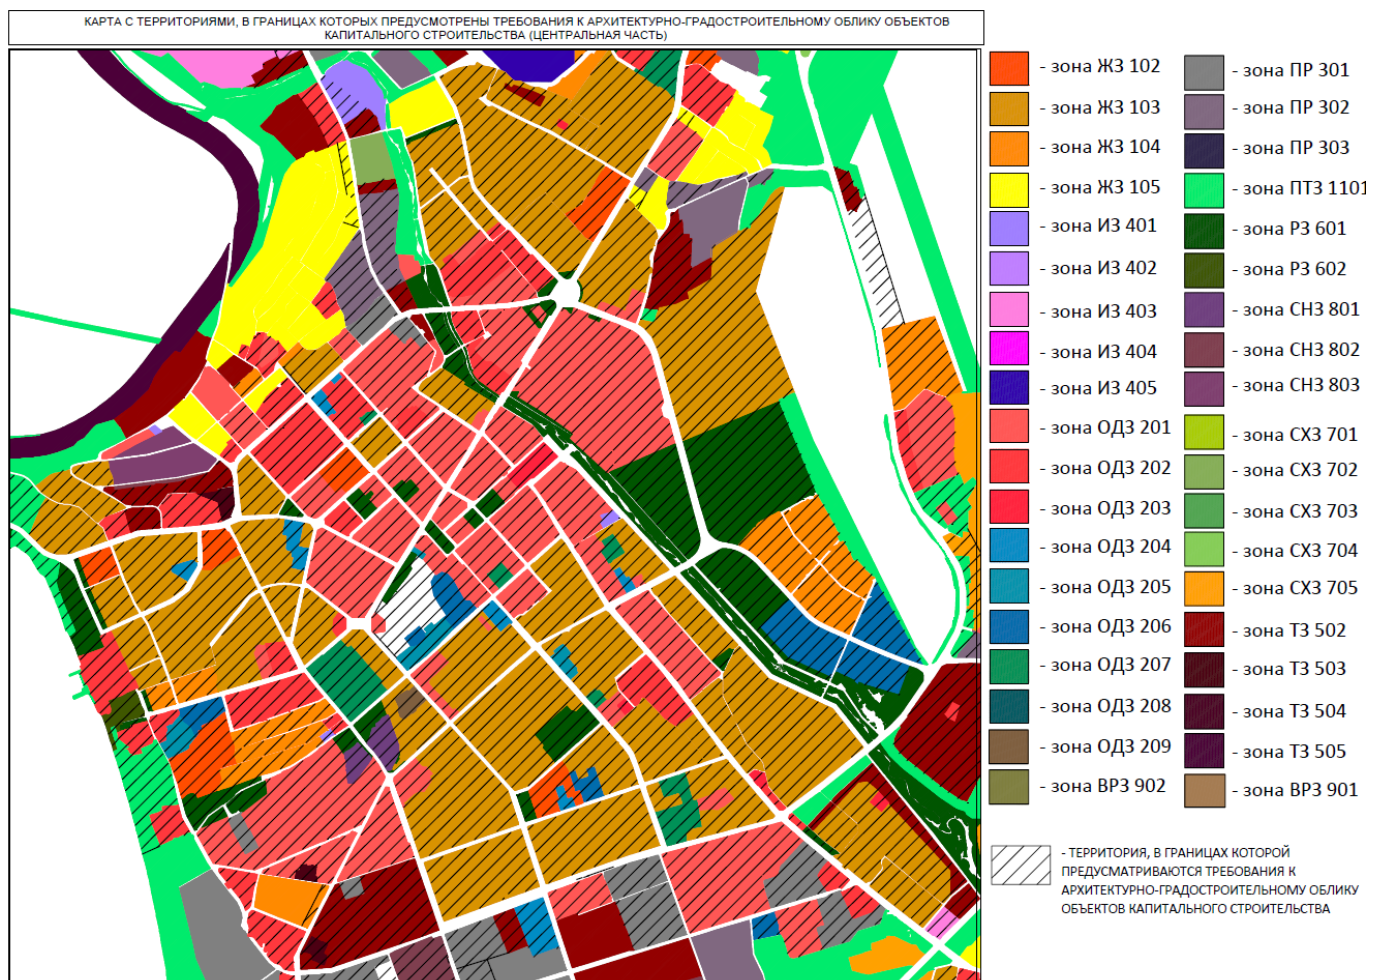 КАРТА С ТЕРРИТОРИЯМИ, В ГРАНИЦАХ КОТОРЫХ ПРЕДУСМОТРЕНЫ ТРЕБОВАНИЯ К АРХИТЕКТУРНО-ГРАДОСТРОИТЕЛЬНОМУ ОБЛИКУ ОБЪЕКТОВ
КАПИТАЛЬНОГО СТРОИТЕЛЬСТВА (ЦЕНТРАЛЬНАЯ ЧАСТЬ)
- зона ЖЗ 102
- зона ЖЗ 103
- зона ЖЗ 104
- зона ЖЗ 105
- зона ИЗ 401
- зона ИЗ 402
- зона ИЗ 403
- зона ИЗ 404
- зона ИЗ 405
- зона ОДЗ 201
- зона ОДЗ 202
- зона ОДЗ 203
- зона ОДЗ 204
- зона ОДЗ 205
- зона ОДЗ 206
- зона ОДЗ 207
- зона ОДЗ 208
- зона ОДЗ 209
- зона ВРЗ 902
- зона ПР 301
- зона ПР 302
- зона ПР 303
- зона ПТЗ 1101
- зона РЗ 601
- зона РЗ 602
- зона СНЗ 801
- зона СНЗ 802
- зона СНЗ 803
- зона СХЗ 701
- зона СХЗ 702
- зона СХЗ 703
- зона СХЗ 704
- зона СХЗ 705
- зона ТЗ 502
- зона ТЗ 503
- зона ТЗ 504
- зона ТЗ 505
- зона ВРЗ 901
- ТЕРРИТОРИЯ, В ГРАНИЦАХ КОТОРОЙ
ПРЕДУСМАТРИВАЮТСЯ ТРЕБОВАНИЯ К
АРХИТЕКТУРНО-ГРАДОСТРОИТЕЛЬНОМУ ОБЛИКУ
ОБЪЕКТОВ КАПИТАЛЬНОГО СТРОИТЕЛЬСТВА